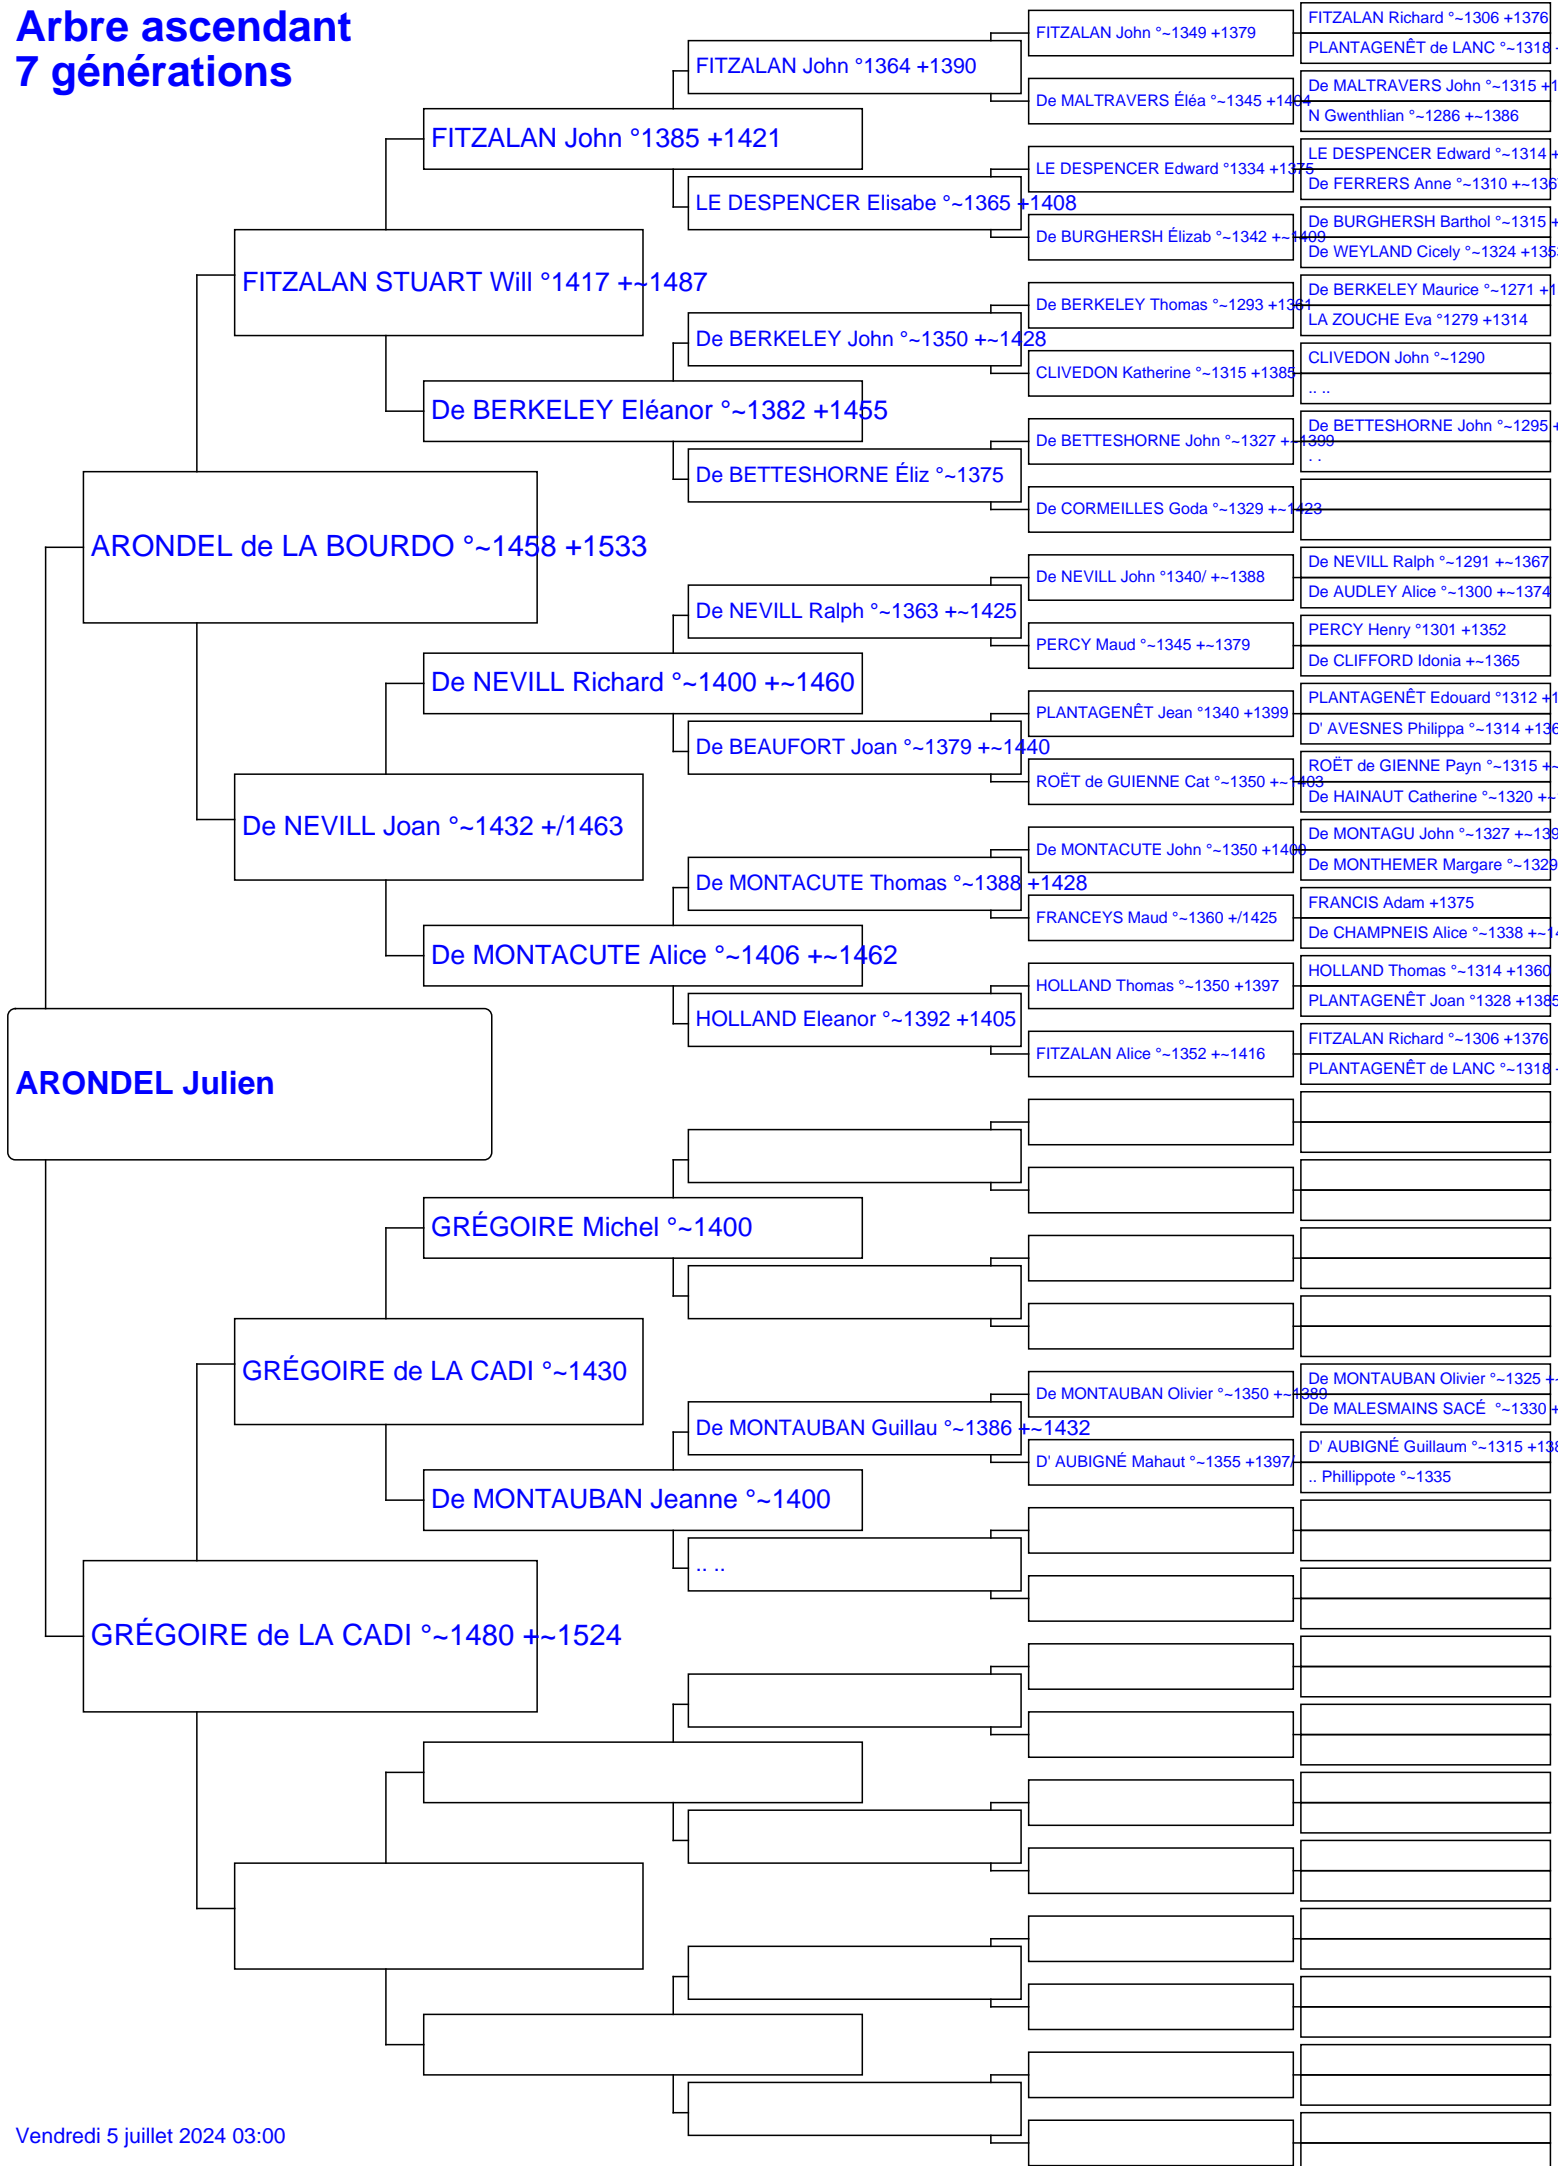 Arbre ascendant
7 générations
FITZALAN Richard °~1306 +1376
FITZALAN John °~1349 +1379
PLANTAGENÊT de LANC °~1318
FITZALAN John °1364 +1390
De MALTRAVERS John °~1315
De MALTRAVERS Éléa °~1345 +1404
N Gwenthlian °~1286 +~1386
FITZALAN John °1385 +1421
LE DESPENCER Edward °~1314
LE DESPENCER Edward °1334 +1375
De FERRERS Anne °~1310
LE DESPENCER Elisabe °~1365 +1408
De BURGHERSH Barthol °~1315
De BURGHERSH Élizab °~1342 +~1409
De WEYLAND Cicely °~1324
FITZALAN STUART Will °1417 +~1487
De BERKELEY Maurice °~1271
De BERKELEY Thomas °~1293 +1361
LA ZOUCHE Eva °1279 +1314
De BERKELEY John °~1350 +~1428
CLIVEDON John °~1290
CLIVEDON Katherine °~1315 +1385
.. ..
De BERKELEY Eléanor °~1382 +1455
De BETTESHORNE John °~1295
De BETTESHORNE John °~1327 +~1399
. .
De BETTESHORNE Éliz °~1375
De CORMEILLES Goda °~1329 +~1423
ARONDEL de LA BOURDO °~1458 +1533
De NEVILL Ralph °~1291 +~1367
De NEVILL John °1340/ +~1388
De AUDLEY Alice °~1300 +~1374
De NEVILL Ralph °~1363 +~1425
PERCY Henry °1301 +1352
PERCY Maud °~1345 +~1379
De CLIFFORD Idonia +~1365
De NEVILL Richard °~1400 +~1460
PLANTAGENÊT Edouard °1312
PLANTAGENÊT Jean °1340 +1399
D' AVESNES Philippa °~1314
De BEAUFORT Joan °~1379 +~1440
ROËT de GIENNE Payn °~1315
ROËT de GUIENNE Cat °~1350 +~1403
De HAINAUT Catherine °~1320
De NEVILL Joan °~1432 +/1463
De MONTAGU John °~1327
De MONTACUTE John °~1350 +1400
De MONTHEMER Margare °~1329
De MONTACUTE Thomas °~1388 +1428
FRANCIS Adam +1375
FRANCEYS Maud °~1360 +/1425
De CHAMPNEIS Alice °~1338
De MONTACUTE Alice °~1406 +~1462
HOLLAND Thomas °~1314 +1360
HOLLAND Thomas °~1350 +1397
PLANTAGENÊT Joan °1328 +1385
HOLLAND Eleanor °~1392 +1405
FITZALAN Richard °~1306 +1376
FITZALAN Alice °~1352 +~1416
PLANTAGENÊT de LANC °~1318
ARONDEL Julien
GRÉGOIRE Michel °~1400
GRÉGOIRE de LA CADI °~1430
De MONTAUBAN Olivier °~1325
De MONTAUBAN Olivier °~1350 +~1389
De MALESMAINS SACÉ °~1330
De MONTAUBAN Guillau °~1386 +~1432
D' AUBIGNÉ Guillaum °~1315
D' AUBIGNÉ Mahaut °~1355 +1397/
.. Phillippote °~1335
De MONTAUBAN Jeanne °~1400
.. ..
GRÉGOIRE de LA CADI °~1480 +~1524
Vendredi 5 juillet 2024 03:00